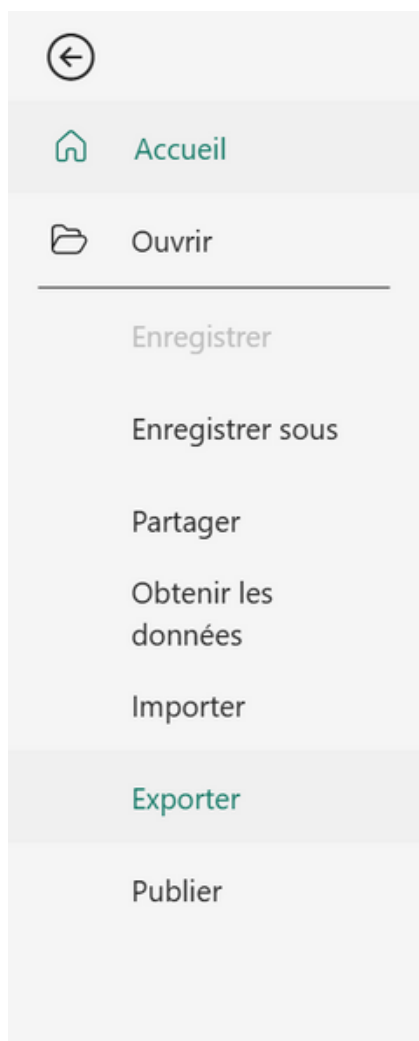 Accueil
Ouvrir
Enregistrer
Enregistrer sous
Partager
Obtenir les
données
Importer
Exporter
Publier